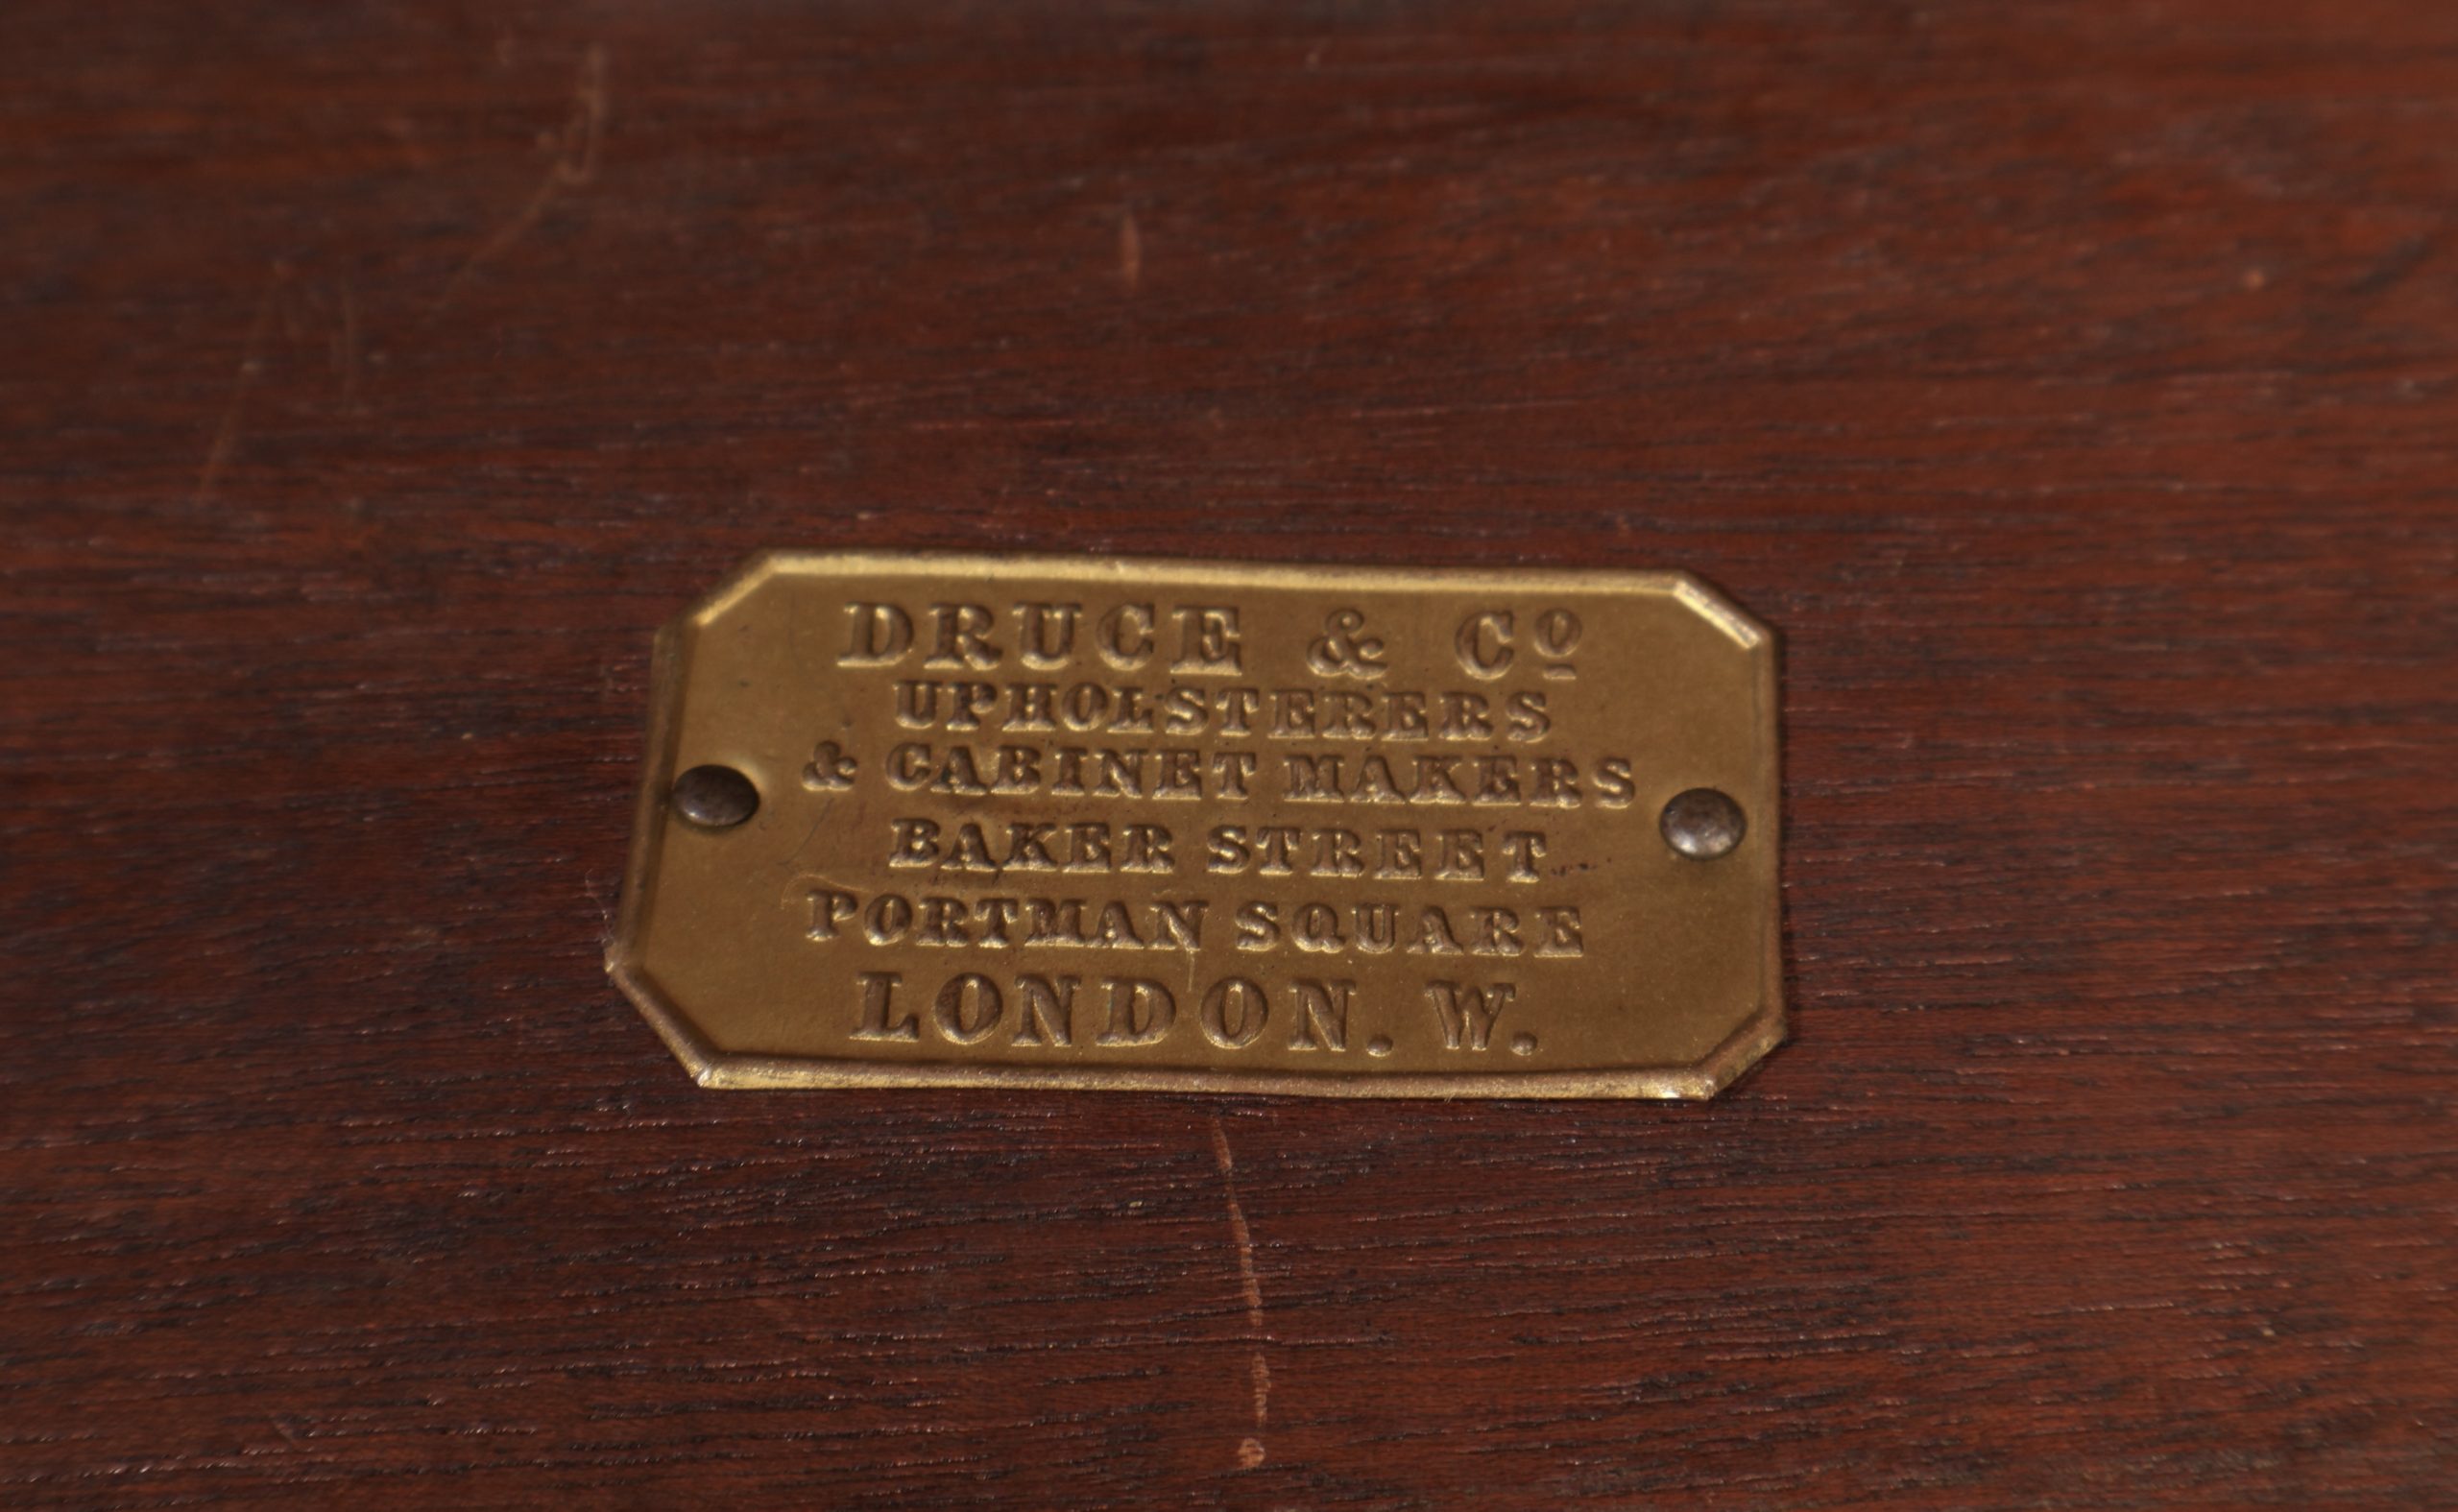 DRUCE & Cº
UPHOLSTERERS
& CABINET MAKERS
BAKER STREET
PORTMAN SQUARE
LONDON. W.